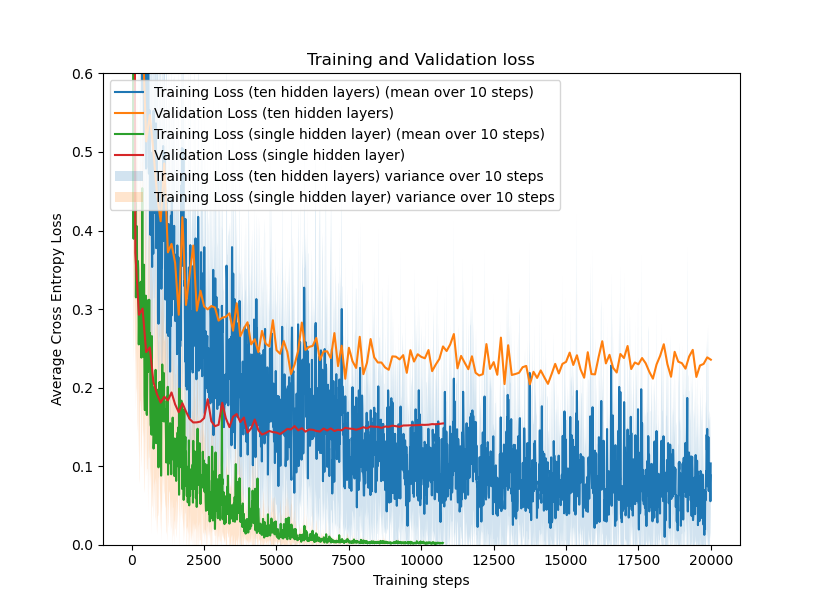 Training and Validation loss
0.6
Training Loss (ten hidden layers) (mean over 10 steps)
Validation Loss (ten hidden layers)
Training Loss (single hidden layer) (mean over 10 steps)
Validation Loss (single hidden layer)
Training Loss (ten hidden layers) variance over 10 steps
Training Loss (single hidden layer) variance over 10 steps
0.5
0.4
0.3
0.2
0.1
0.0
Average Cross Entropy Loss
0 2500 5000 7500 10000 12500 15000 17500 20000
Training steps